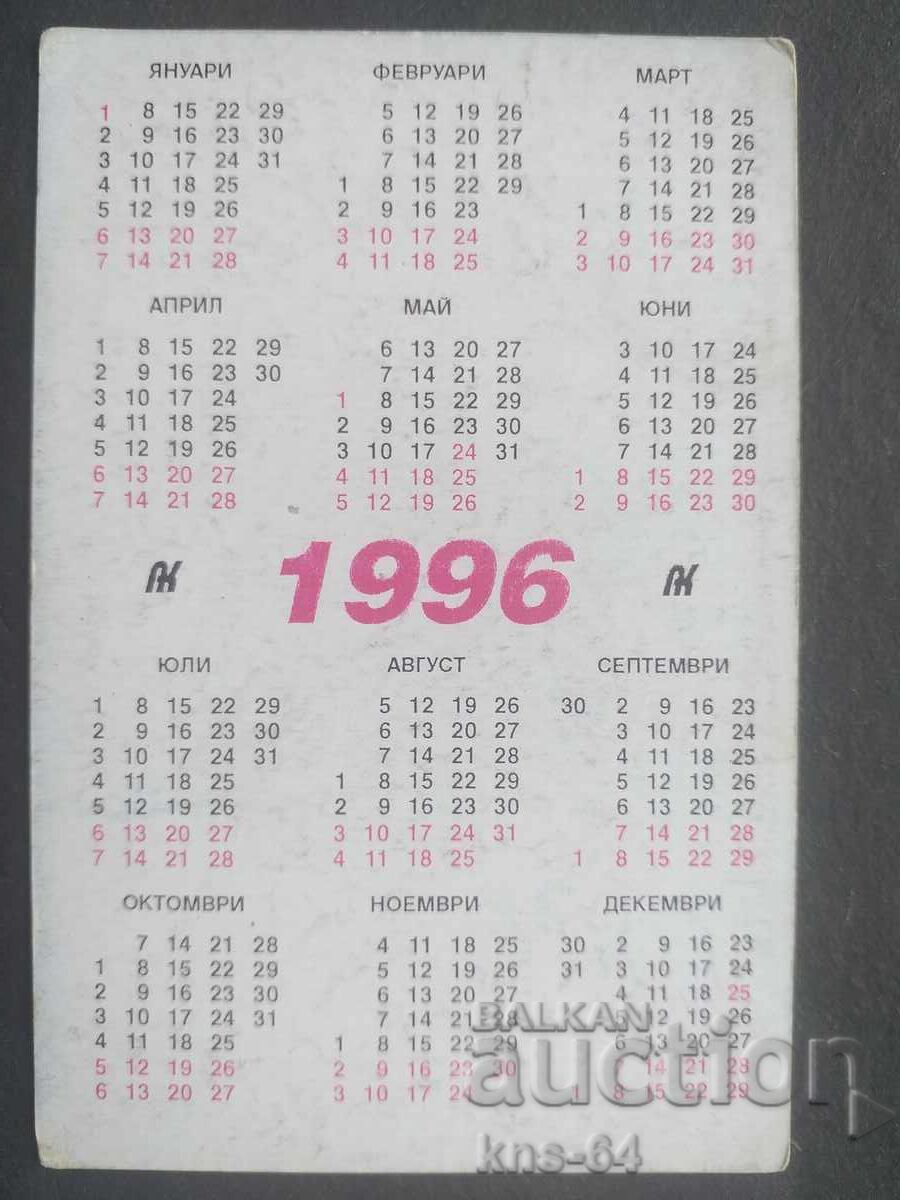 ЯНУАРИ ФЕВРУАРИ МАРТ
1 8 15 22 29 5 12 19 26 4 11 18 25
2 9 16 23 30 6 13 20 27 5 12 19 26
3 10 17 24 31 7 14 21 28 6 13 20 27
4 11 18 25 1 8 15 22 29 7 14 21 28
5 12 19 26 2 9 16 23 1 8 15 22 29
6 13 20 27 3 10 17 24 2 9 16 23 30
7 14 21 28 4 11 18 25 3 10 17 24 31
АПРИЛ МАЙ ЮНИ
1 8 15 22 29 6 13 20 27 3 10 17 24
2 9 16 23 30 7 14 21 28 4 11 18 25
3 10 17 24 1 8 15 22 29 5 12 19 26
4 11 18 25 2 9 16 23 30 6 13 20 27
5 12 19 26 3 10 17 24 31 7 14 21 28
6 13 20 27 4 11 18 25 1 8 15 22 29
7 14 21 28 5 12 19 26 2 9 16 23 30
1996
ЮЛИ АВГУСТ СЕПТЕМВРИ
1 8 15 22 29 5 12 19 26 30 2 9 16 23
2 9 16 23 30 6 13 20 27 3 10 17 24
3 10 17 24 31 7 14 21 28 4 11 18 25
4 11 18 25 1 8 15 22 29 5 12 19 26
5 12 19 26 2 9 16 23 30 6 13 20 27
6 13 20 27 3 10 17 24 31 7 14 21 28
7 14 21 28 4 11 18 25 1 8 15 22 29
ОКТОМВРИ НОЕМВРИ ДЕКЕМВРИ
7 14 21 28 4 11 18 25 30 2 9 16 23
1 8 15 22 29 5 12 19 26 31 3 10 17 24
2 9 16 23 30 6 13 20 27 4 11 18 25
3 10 17 24 31 7 14 21 28 5 12 19 26
4 11 18 25 1 8 15 22 29 6 13 20 27
5 12 19 26 2 9 16 23 30 7 14 21 28
6 13 20 27 3 10 17 24 1 8 15 22 29
BALKAN
auction
kns-64